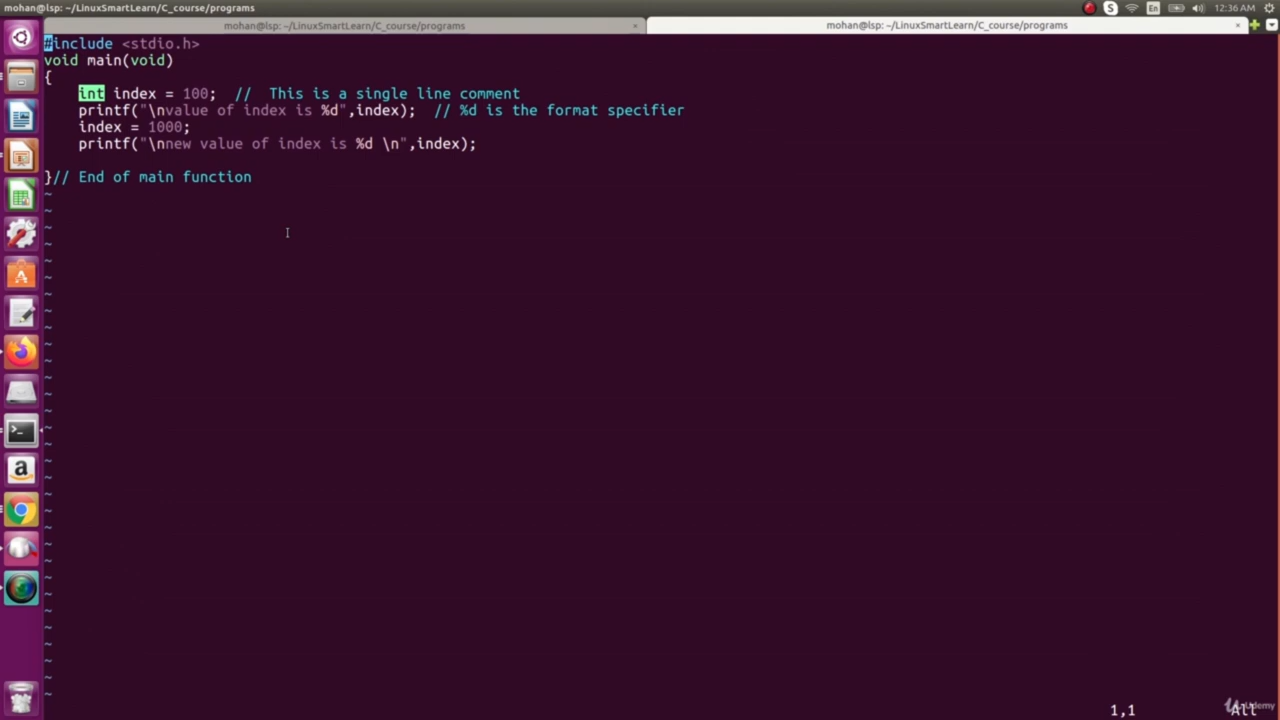 mohan@lsp: ~/LinuxSmartLearn/C_course/programs
S
En
12:36 AM
mohan@lsp: ~/LinuxSmartLearn/C_course/programs ×
mohan@lsp: ~/LinuxSmartLearn/C_course/programs ×
#include <stdio.h>
void main(void)
{
int index = 100;  //  This is a single line comment
printf("\nvalue of index is %d",index);  // %d is the format specifier
index = 1000;
printf("\nnew value of index is %d \n",index);
}// End of main function
1,1
All
Udemy